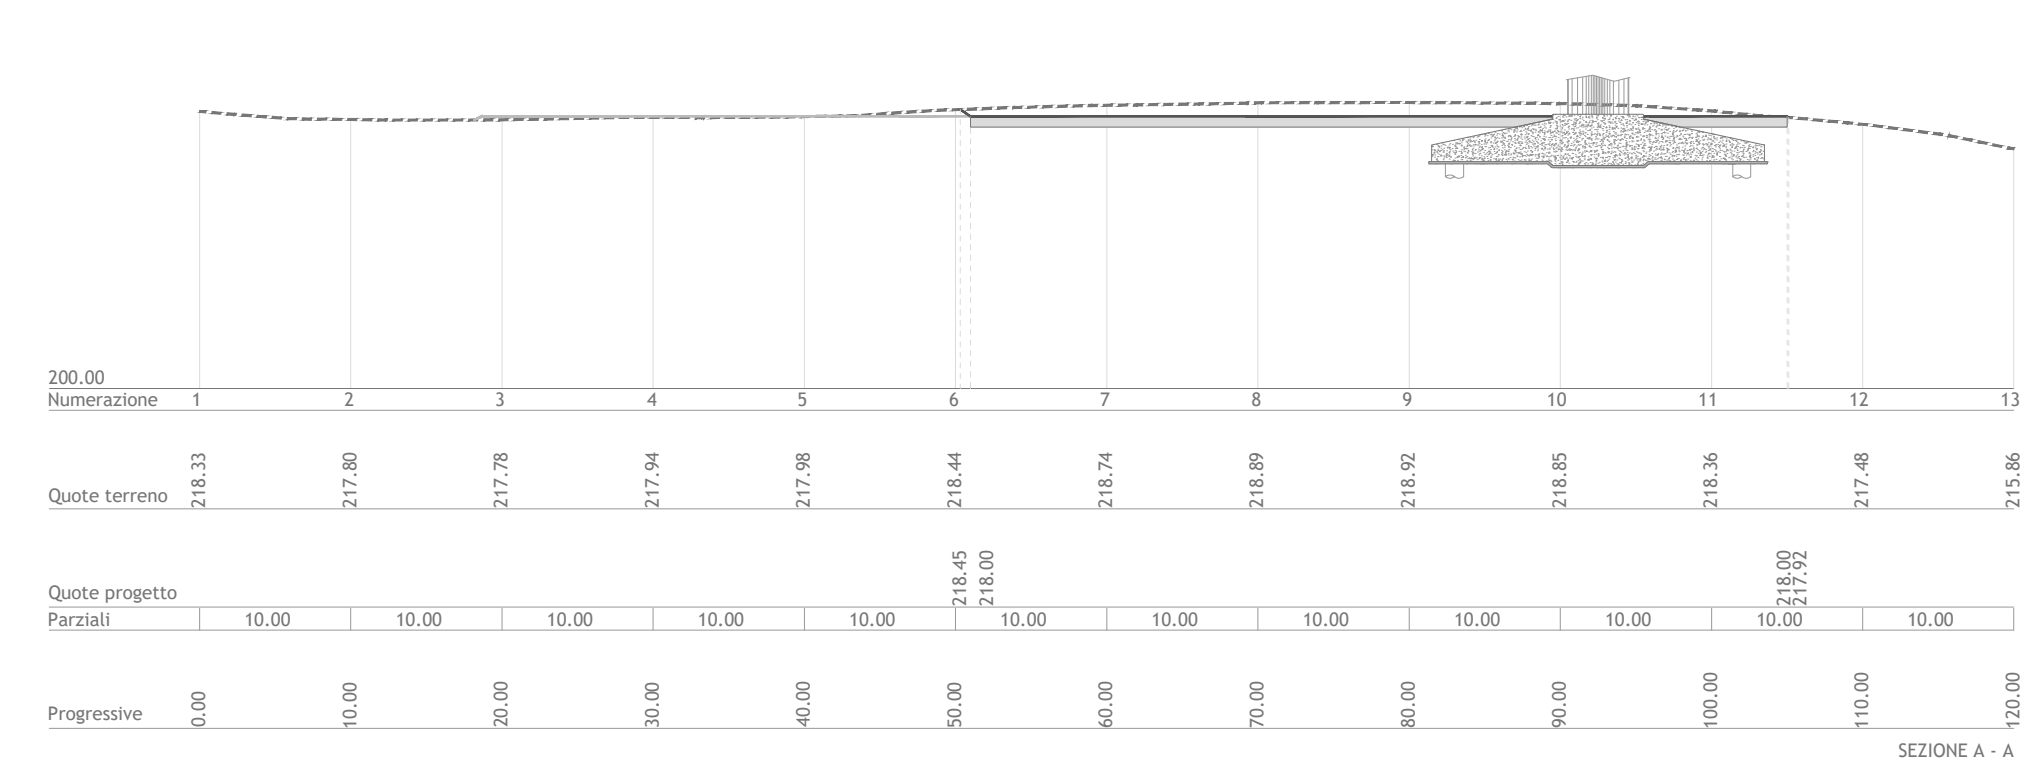 200.00
Numerazione 1 2 3 4 5 6 7 8 9 10 11 12 13
Quote terreno 218.33 217.80 217.78 217.94 217.98 218.44 218.74 218.89 218.92 218.85 218.36 217.48 215.86
Quote progetto 218.45 218.00 218.00 217.92
Parziali 10.00 10.00 10.00 10.00 10.00 10.00 10.00 10.00 10.00 10.00 10.00 10.00
Progressive 0.00 10.00 20.00 30.00 40.00 50.00 60.00 70.00 80.00 90.00 100.00 110.00 120.00
SEZIONE A - A